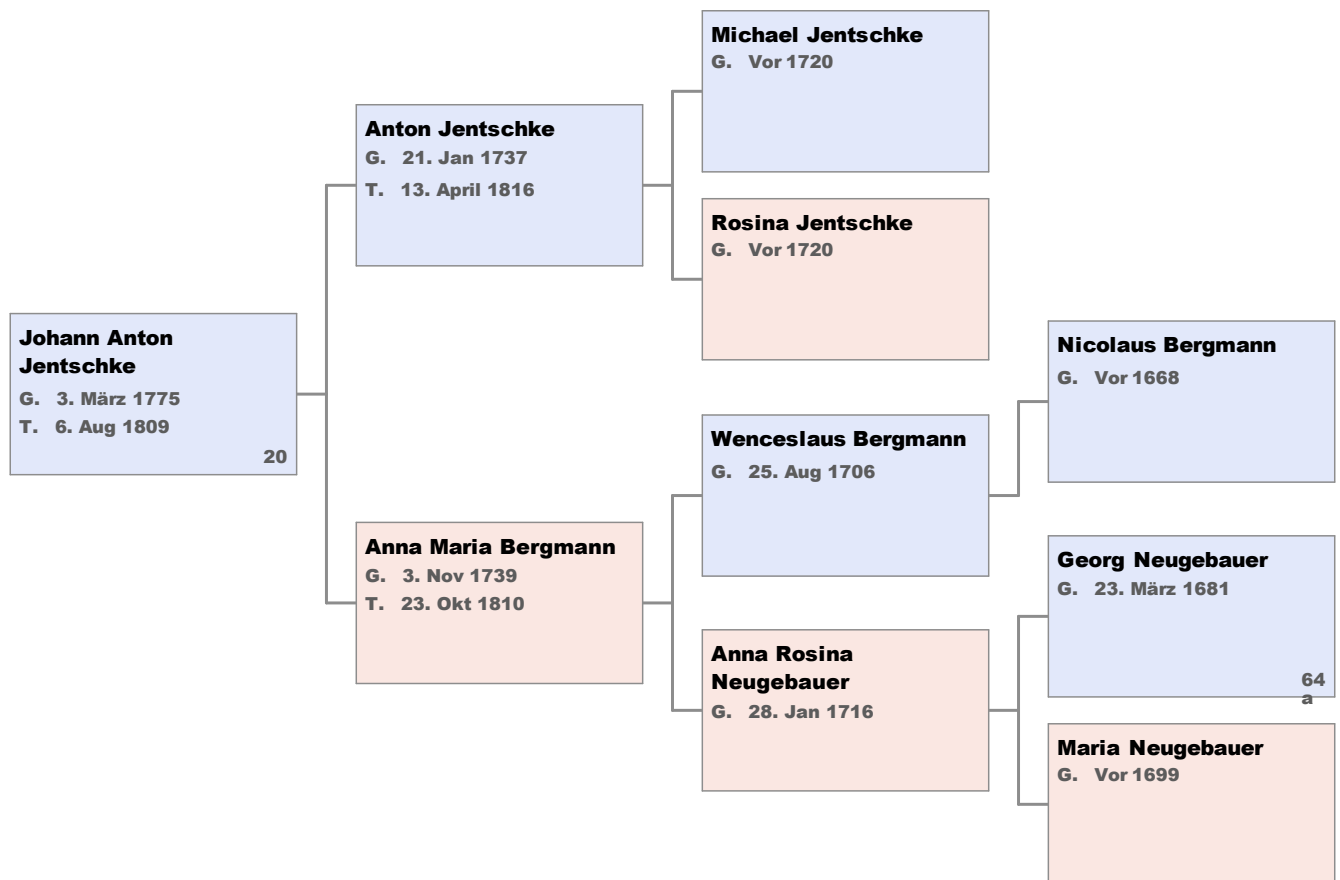 Michael Jentschke
G. Vor 1720
Anton Jentschke
G. 21. Jan 1737
T. 13. April 1816
Rosina Jentschke
G. Vor 1720
Johann Anton
Jentschke
G. 3. März 1775
T. 6. Aug 1809
20
Nicolaus Bergmann
G. Vor 1668
Wenceslaus Bergmann
G. 25. Aug 1706
Anna Maria Bergmann
G. 3. Nov 1739
T. 23. Okt 1810
Georg Neugebauer
G. 23. März 1681
64
a
Anna Rosina
Neugebauer
G. 28. Jan 1716
Maria Neugebauer
G. Vor 1699